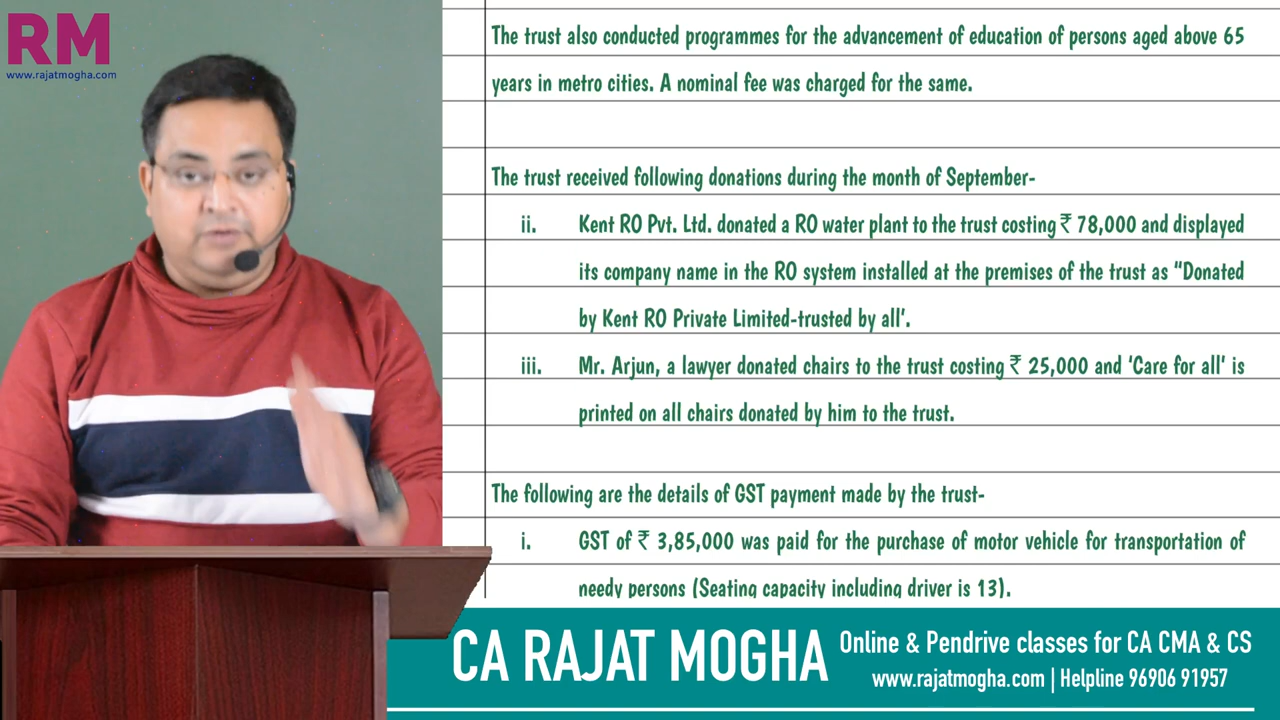 RM
www.rajatmogha.com
The trust also conducted programmes for the advancement of education of persons aged above 65
years in metro cities. A nominal fee was charged for the same.
The trust received following donations during the month of September-
ii. Kent RO Pvt. Ltd. donated a RO water plant to the trust costing ₹ 78,000 and displayed
its company name in the RO system installed at the premises of the trust as “Donated
by Kent RO Private Limited-trusted by all’.
iii. Mr. Arjun, a lawyer donated chairs to the trust costing ₹ 25,000 and ‘Care for all’ is
printed on all chairs donated by him to the trust.
The following are the details of GST payment made by the trust-
i. GST of ₹ 3,85,000 was paid for the purchase of motor vehicle for transportation of
needy persons (Seating capacity including driver is 13).
CA RAJAT MOGHA
Online & Pendrive classes for CA CMA & CS
www.rajatmogha.com | Helpline 96906 91957